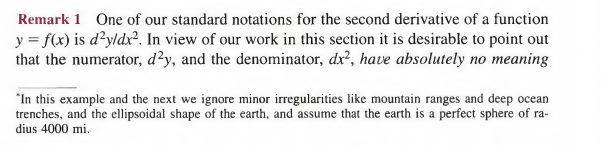 Remark 1 One of our standard notations for the second derivative of a function
y = f(x) is d²y/dx². In view of our work in this section it is desirable to point out
that the numerator, d²y, and the denominator, dx², have absolutely no meaning
*In this example and the next we ignore minor irregularities like mountain ranges and deep ocean
trenches, and the ellipsoidal shape of the earth, and assume that the earth is a perfect sphere of ra-
dius 4000 mi.